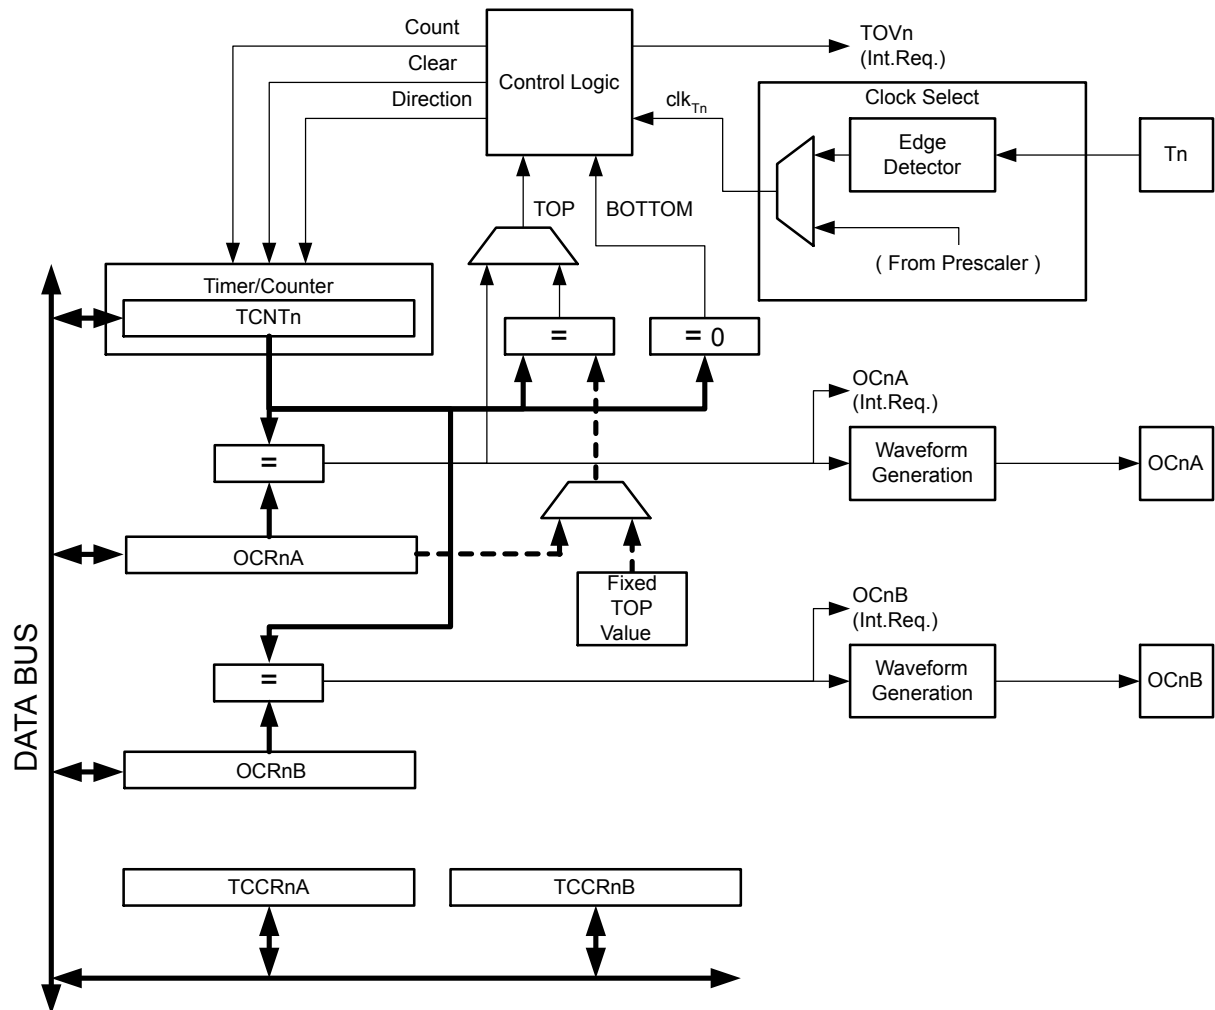 Count
Clear
Direction
Control Logic
TOVn
(Int.Req.)
clkTn
Clock Select
Edge
Detector
Tn
( From Prescaler )
TOP
BOTTOM
Timer/Counter
TCNTn
=
= 0
OCnA
(Int.Req.)
=
Waveform
Generation
OCnA
OCRnA
Fixed
TOP
Value
OCnB
(Int.Req.)
=
Waveform
Generation
OCnB
OCRnB
DATA BUS
TCCRnA
TCCRnB